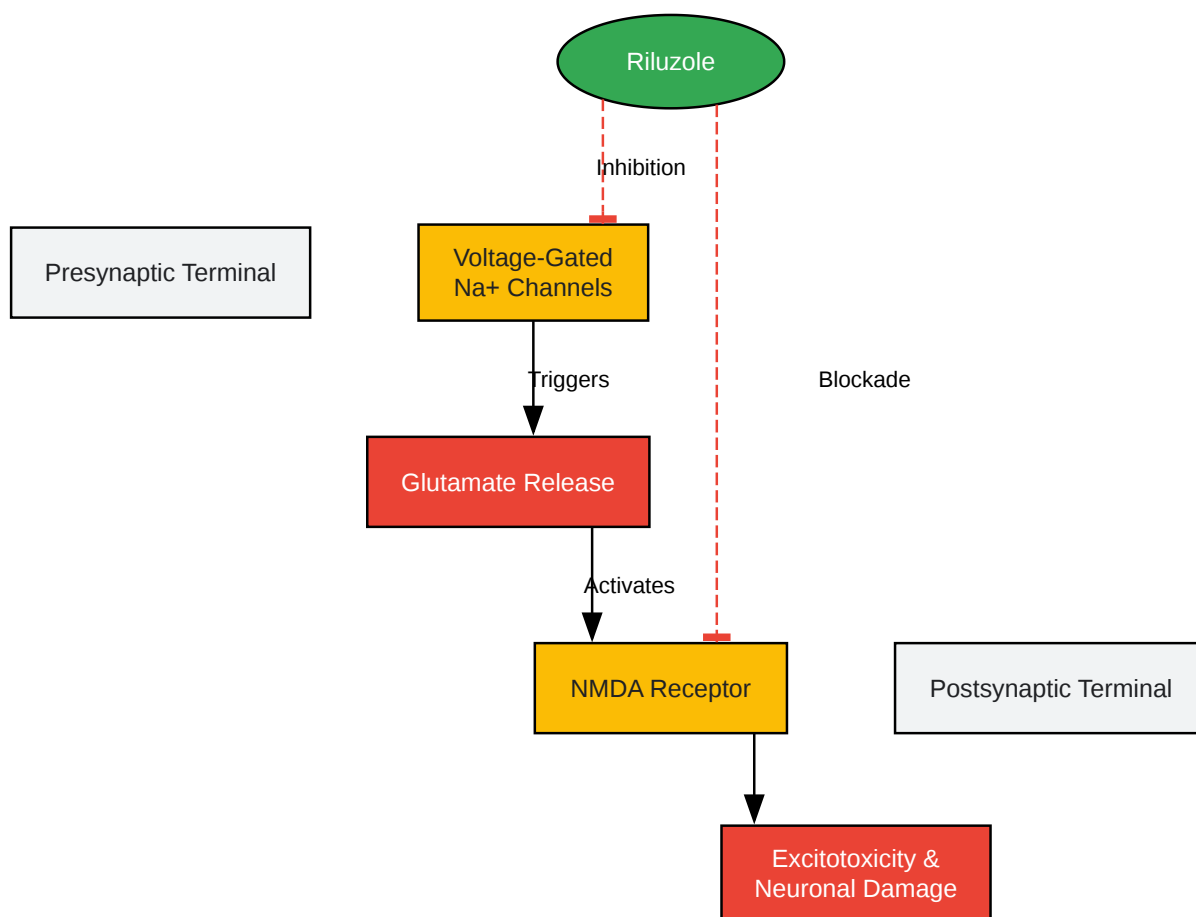 Riluzole
Inhibition
Presynaptic Terminal
Voltage-Gated
Na+ Channels
Triggers
Blockade
Glutamate Release
Activates
NMDA Receptor
Postsynaptic Terminal
Excitotoxicity &
Neuronal Damage